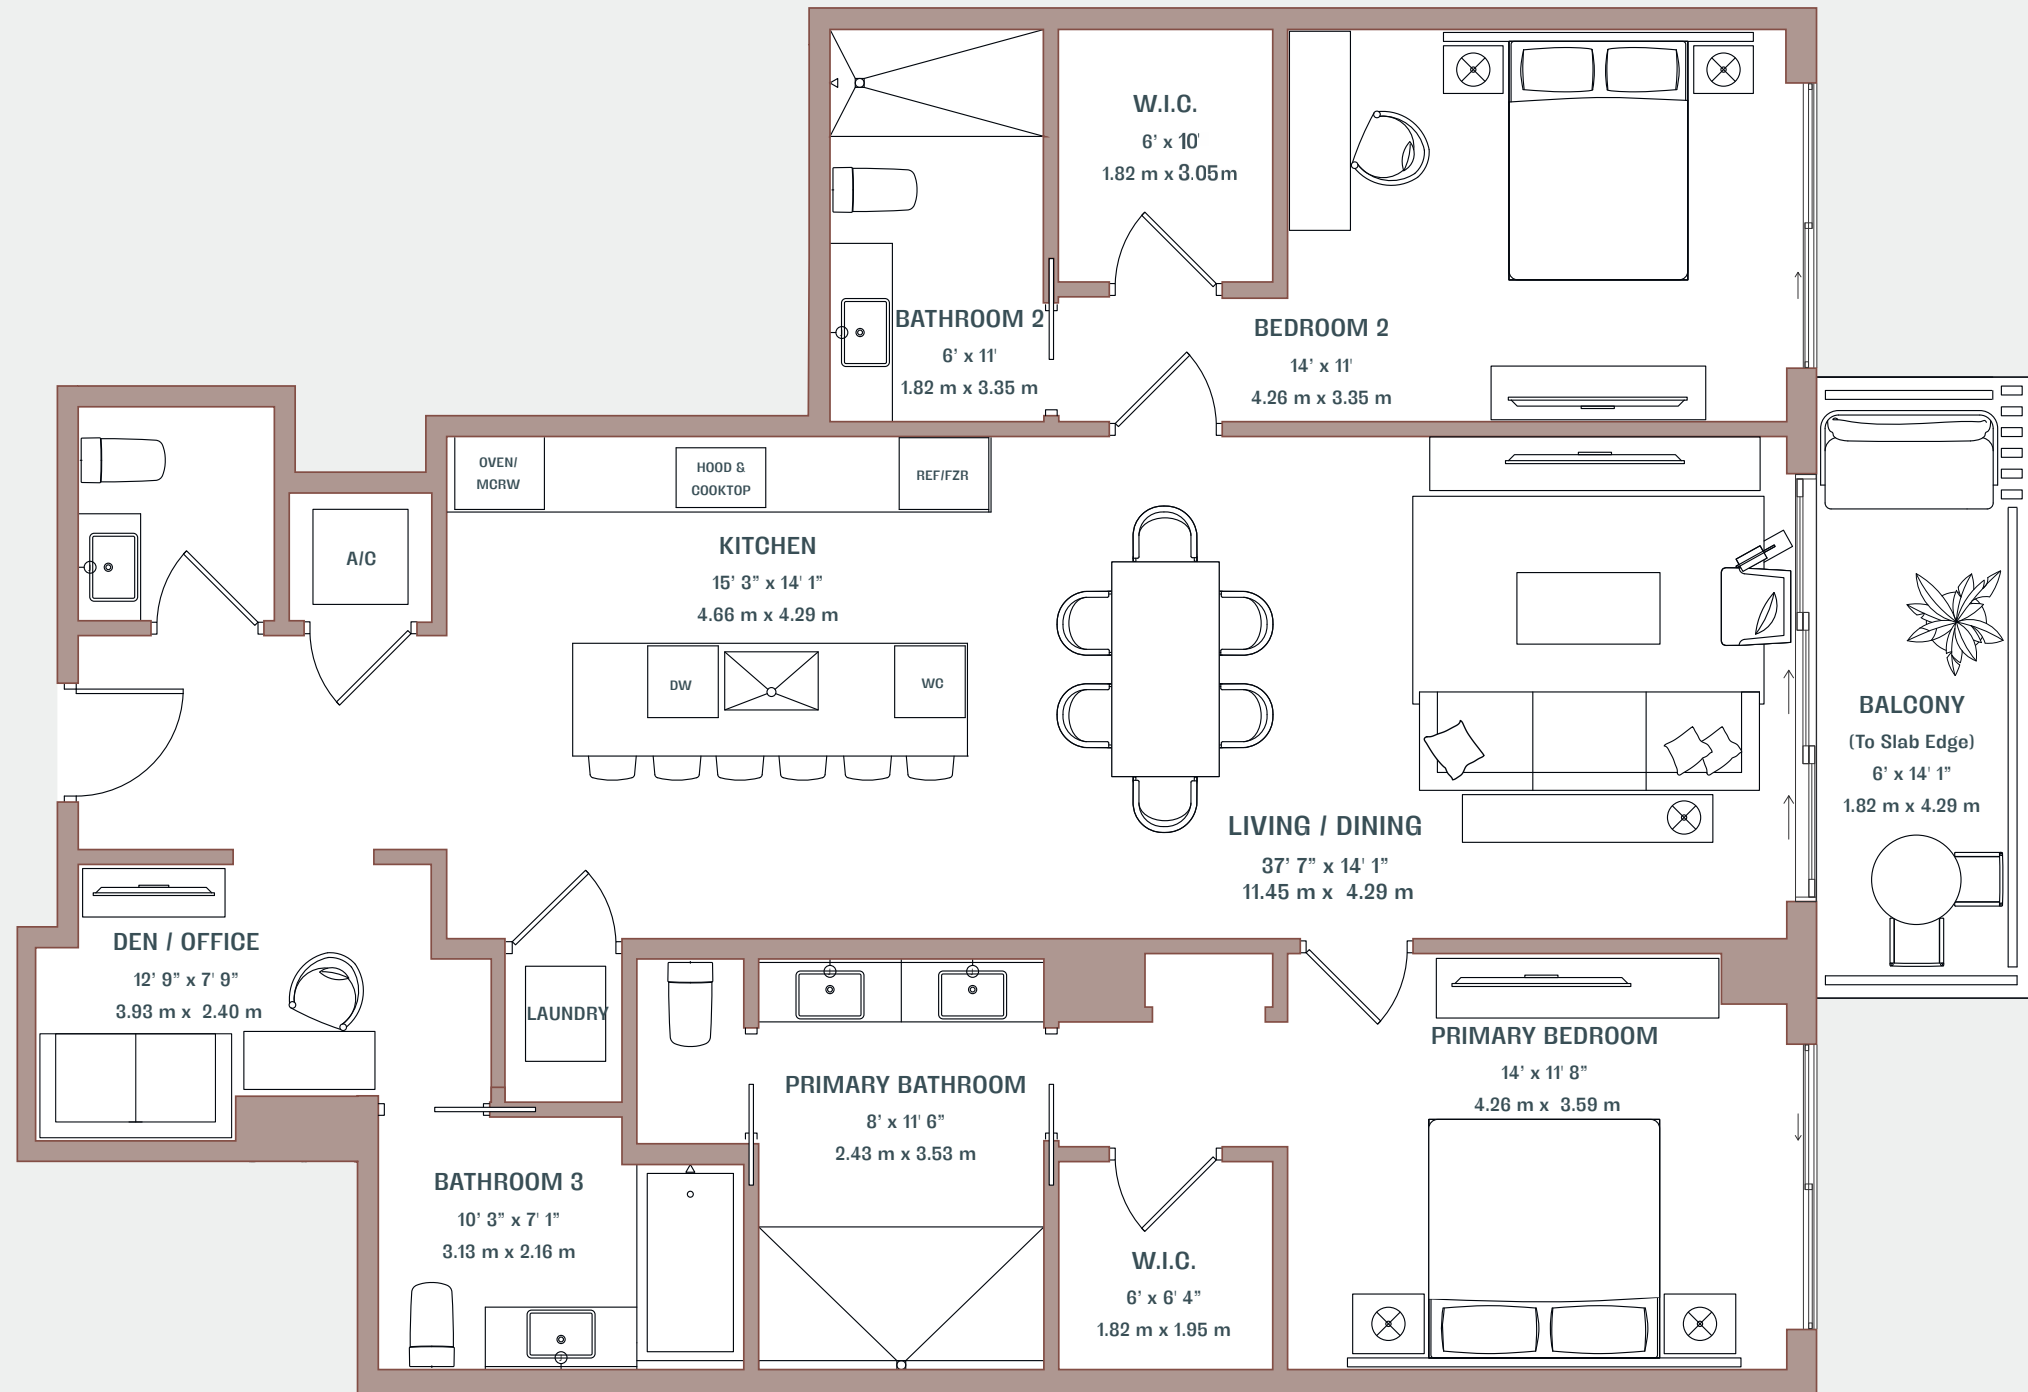 W.I.C.
6’ x 10'
1.82 m x 3.05m
BATHROOM 2
6’ x 11'
1.82 m x 3.35 m
BEDROOM 2
14’ x 11'
4.26 m x 3.35 m
OVEN/
MCRW
HOOD &
COOKTOP
REF/FZR
A/C
KITCHEN
15’ 3” x 14' 1”
4.66 m x 4.29 m
DW
WC
LIVING / DINING
37’ 7” x 14' 1”
11.45 m x 4.29 m
BALCONY
(To Slab Edge)
6’ x 14' 1”
1.82 m x 4.29 m
DEN / OFFICE
12’ 9” x 7' 9”
3.93 m x 2.40 m
LAUNDRY
PRIMARY BATHROOM
8’ x 11' 6”
2.43 m x 3.53 m
PRIMARY BEDROOM
14’ x 11' 8”
4.26 m x 3.59 m
BATHROOM 3
10’ 3” x 7' 1”
3.13 m x 2.16 m
W.I.C.
6’ x 6' 4”
1.82 m x 1.95 m